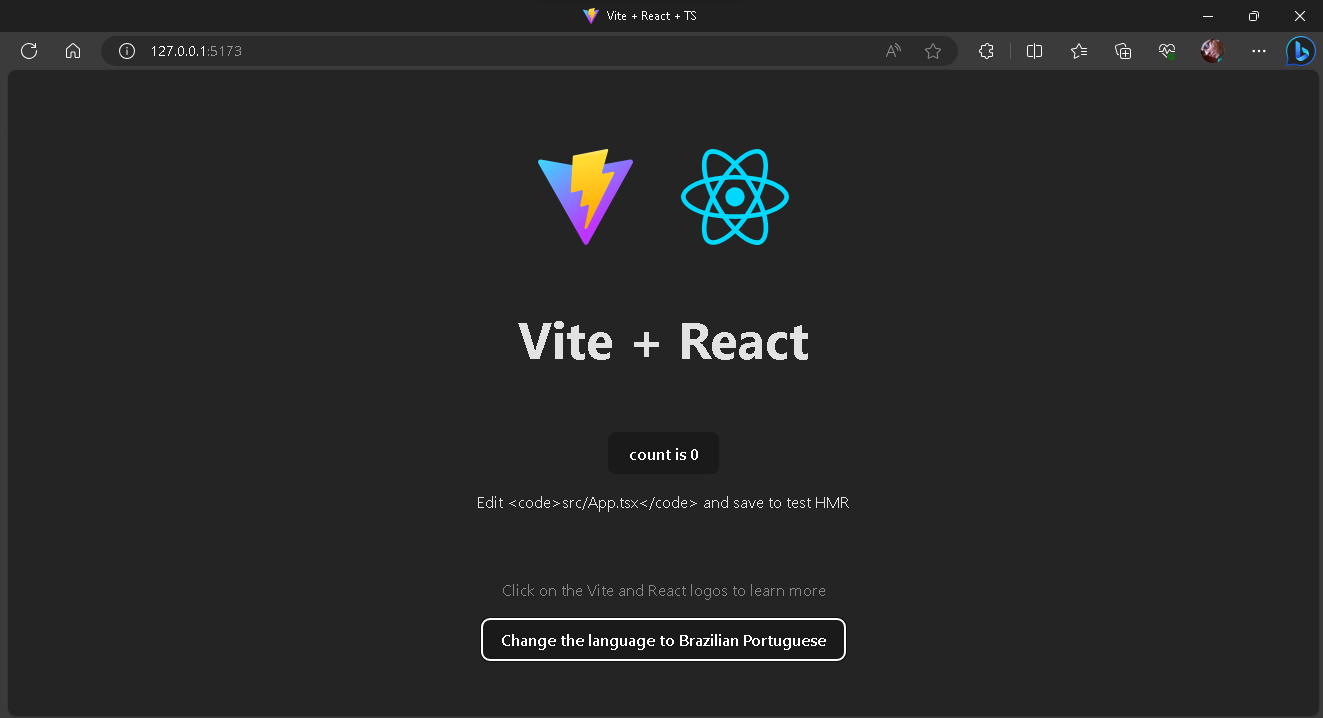 Vite + React + TS
127.0.0.1:5173
Vite + React
count is 0
Edit <code>src/App.tsx</code> and save to test HMR
Click on the Vite and React logos to learn more
Change the language to Brazilian Portuguese